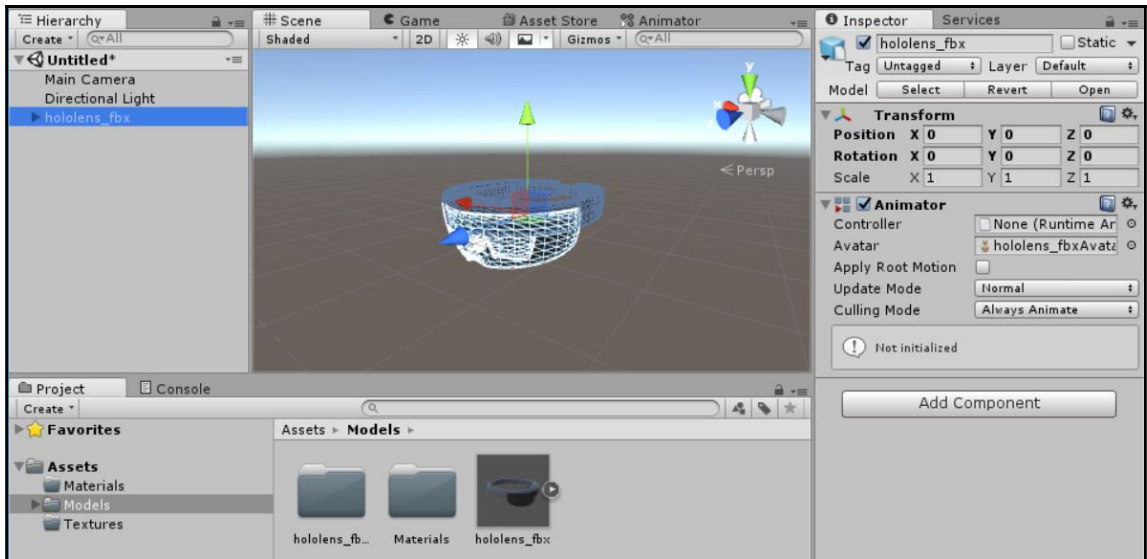 Hierarchy
Create All
Untitled*
Main Camera
Directional Light
hololens_fbx
Scene Game Asset Store Animator
Shaded 2D Gizmos All
y
Persp
Inspector Services
hololens_fbx Static
Tag Untagged Layer Default
Model Select Revert Open
Transform
Position X 0 Y 0 Z 0
Rotation X 0 Y 0 Z 0
Scale X 1 Y 1 Z 1
Animator
Controller None (Runtime Ar
Avatar hololens_fbxAvata
Apply Root Motion
Update Mode Normal
Culling Mode Always Animate
Not initialized
Add Component
Project Console
Create
Favorites
Assets
Materials
Models
Textures
Assets Models
hololens_fb... Materials hololens_fbx